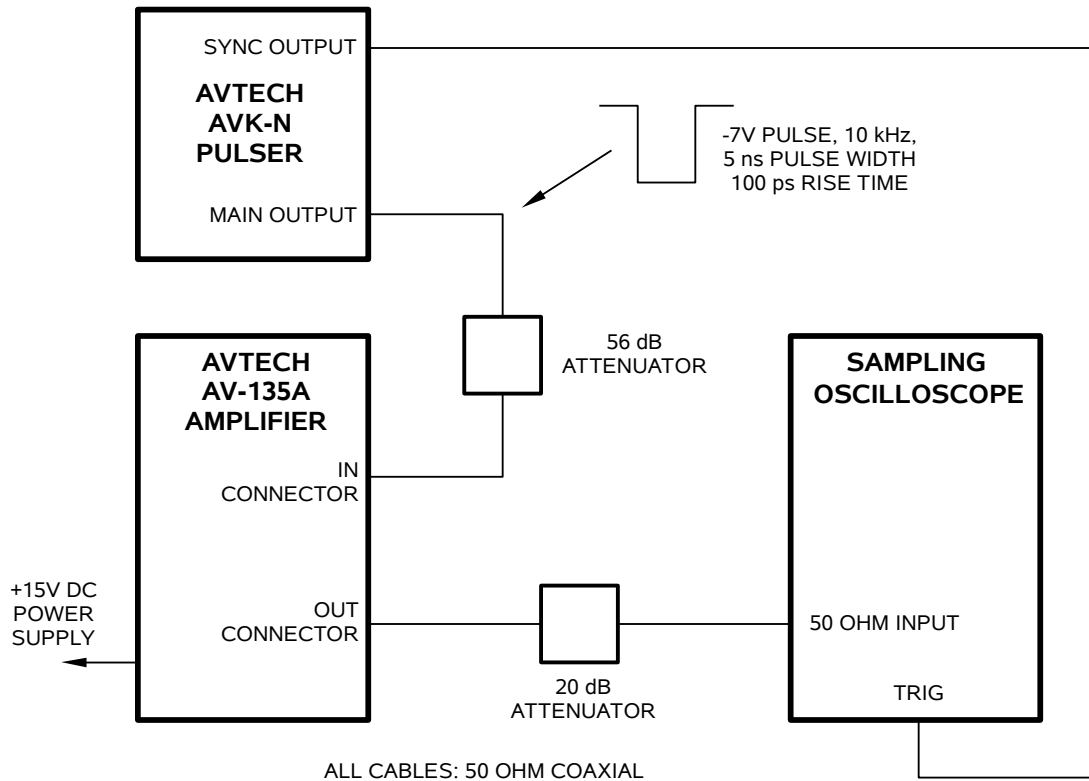 SYNC OUTPUT
AVTECH
AVK-N
PULSER
MAIN OUTPUT
-7V PULSE, 10 kHz,
5 ns PULSE WIDTH
100 ps RISE TIME
56 dB
ATTENUATOR
AVTECH
AV-135A
AMPLIFIER
IN
CONNECTOR
SAMPLING
OSCILLOSCOPE
+15V DC
POWER
SUPPLY
OUT
CONNECTOR
20 dB
ATTENUATOR
50 OHM INPUT
TRIG
ALL CABLES: 50 OHM COAXIAL